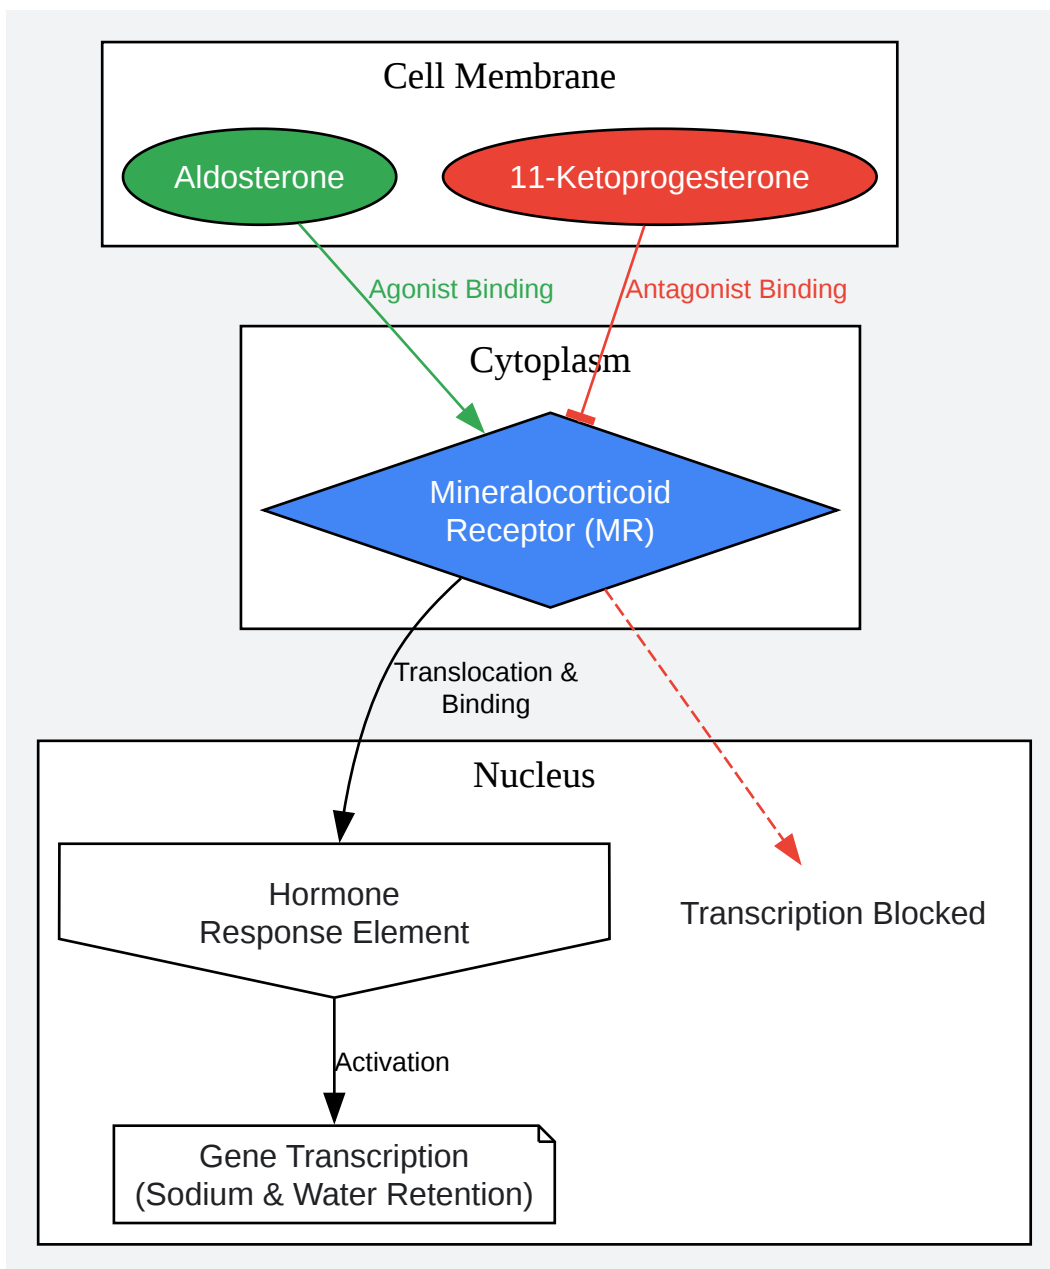 Cell Membrane
Aldosterone
11-Ketoprogesterone
Agonist Binding
Antagonist Binding
Cytoplasm
Mineralocorticoid
Receptor (MR)
Translocation &
Binding
Nucleus
Hormone
Response Element
Transcription Blocked
Activation
Gene Transcription
(Sodium & Water Retention)